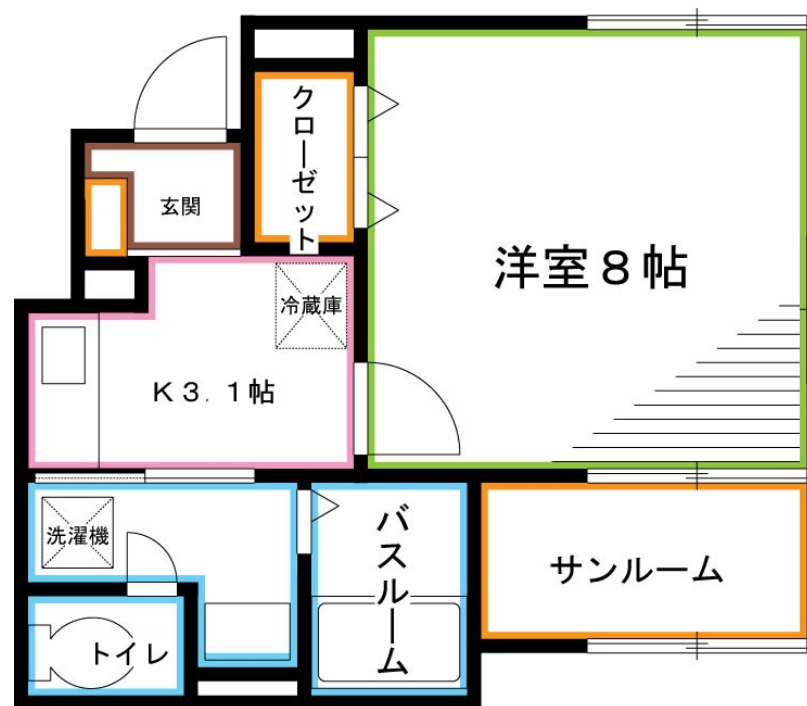 クローゼット
玄関
洋室8帖
冷蔵庫
K3.1帖
洗濯機
バスルーム
サンルーム
トイレ